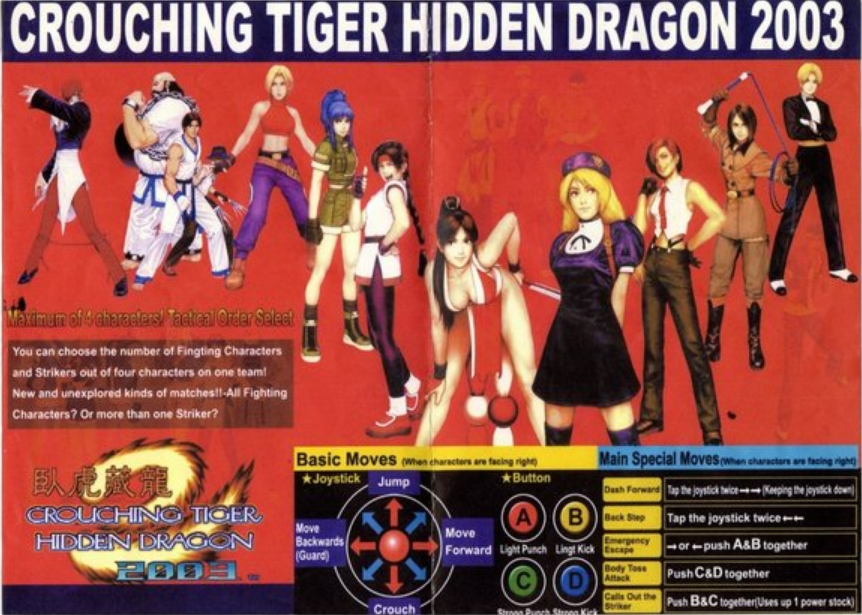 CROUCHING TIGER HIDDEN DRAGON 2003
Maximum of 4 characters! Tactical Order Select
You can choose the number of Fingting Characters
and Strikers out of four characters on one team!
New and unexplored kinds of matches!!-All Fighting
Characters? Or more than one Striker?
臥虎藏龍
CROUCHING TIGER
HIDDEN DRAGON
2003 ™
Basic Moves (When charactors are facing right)
★Joystick
Jump
Move
Backwards
(Guard)
Move
Forward
Crouch
★Button
A
B
Light Punch
Lingt Kick
C
D
Strong Punch
Strong Kick
Main Special Moves (When charactors are facing right)
Dash Forward
Tap the joystick twice→→(Keeping the joystick down)
Back Step
Tap the joystick twice←←
Emergency
Escape
→or←push A&B together
Body Toss
Attack
Push C&D together
Calls Out the
Striker
Push B&C together(Uses up 1 power stock)